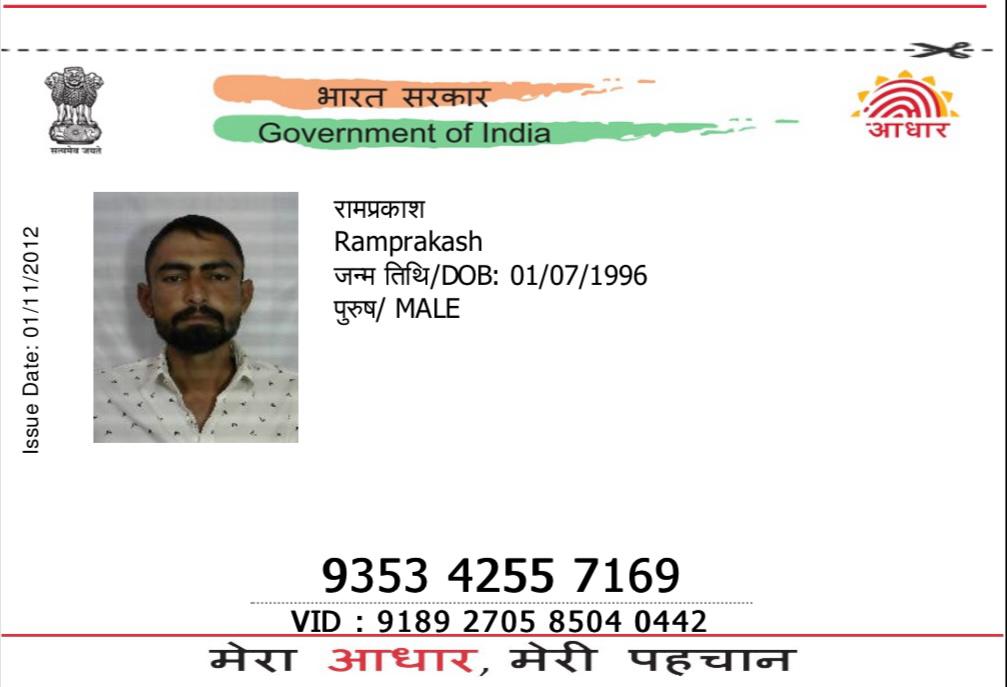 भारत सरकार
Government of India
सत्यमेव जयते
आधार
Issue Date: 01/11/2012
रामप्रकाश
Ramprakash
जन्म तिथि/DOB: 01/07/1996
पुरुष/ MALE
9353 4255 7169
VID : 9189 2705 8504 0442
मेरा आधार, मेरी पहचान